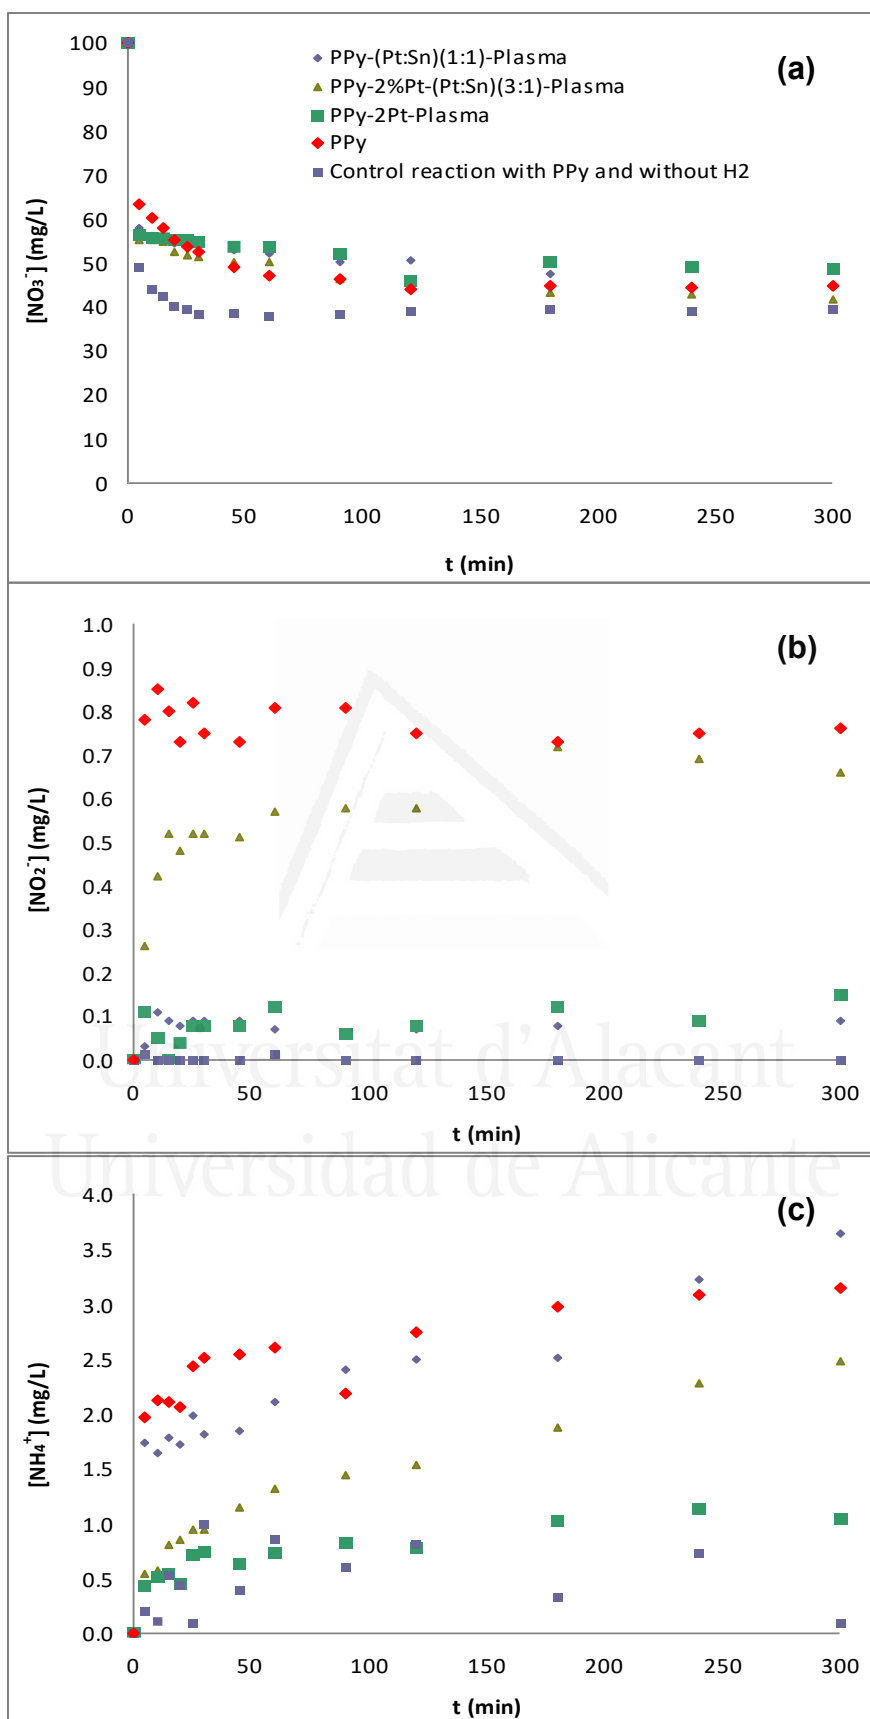 (a)
PPy-(Pt:Sn)(1:1)-Plasma
PPy-2%Pt-(Pt:Sn)(3:1)-Plasma
PPy-2Pt-Plasma
PPy
Control reaction with PPy and without H2
[NO3-] (mg/L)
100
90
80
70
60
50
40
30
20
10
0
0 50 100 150 200 250 300
t (min)
(b)
[NO2-] (mg/L)
1.0
0.9
0.8
0.7
0.6
0.5
0.4
0.3
0.2
0.1
0.0
0 50 100 150 200 250 300
t (min)
Universitat d'Alacant
Universidad de Alicante
(c)
[NH4+] (mg/L)
4.0
3.5
3.0
2.5
2.0
1.5
1.0
0.5
0.0
0 50 100 150 200 250 300
t (min)